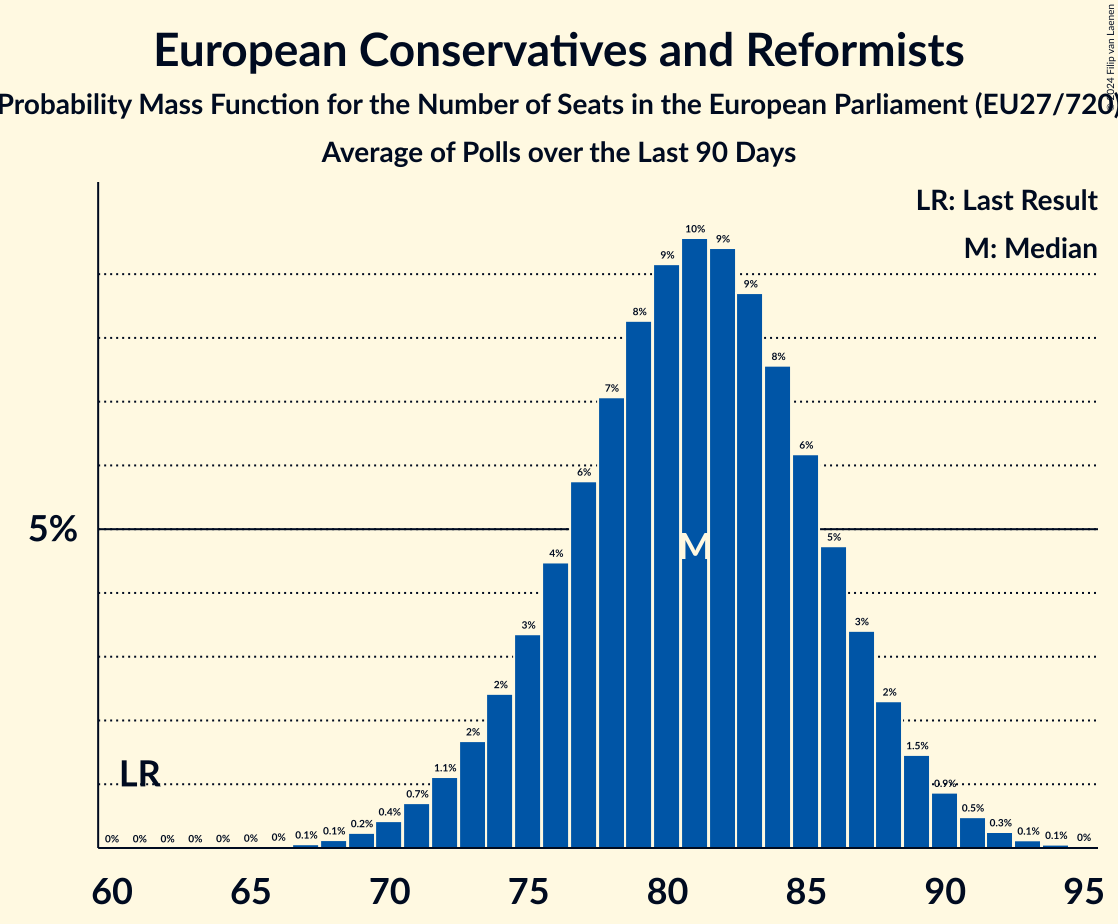 European Conservatives and Reformists
Probability Mass Function for the Number of Seats in the European Parliament (EU27/720)
Average of Polls over the Last 90 Days
© 2024 Filip van Laenen
LR: Last Result
M: Median
10%
9% 9%
9%
8% 8%
7%
6% 6%
5%
5%
4%
M
3% 3%
2% 2%
2% 1.5%
LR
1.1% 0.9%
0.7% 0.5%
0.4% 0.3%
0% 0% 0% 0% 0% 0% 0% 0.1% 0.1% 0.2% 0.1% 0.1% 0%
60 65 70 75 80 85 90 95